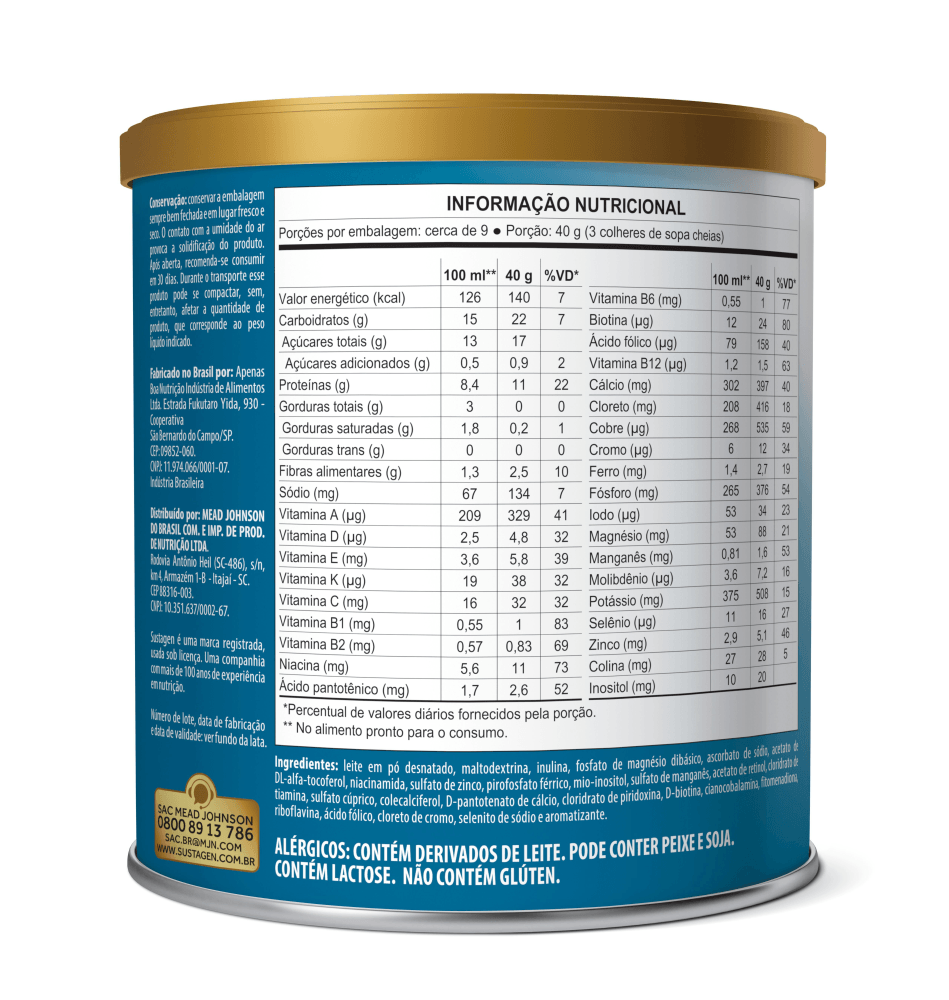 Conservação: conservar a embalagem
sempre bem fechada e em lugar fresco e
seco. O contato com a umidade do ar
provoca a solidificação do produto.
Após aberta, recomenda-se consumir
em 30 dias. Durante o transporte esse
produto pode se compactar, sem,
entretanto, afetar a quantidade de
produto, que corresponde ao peso
líquido indicado.
Fabricado no Brasil por: Apenas
Boa Nutrição Indústria de Alimentos
Ltda. Estrada Fukutaro Yida, 930 -
Cooperativa
São Bernardo do Campo/SP.
CEP: 09852-060.
CNPJ: 11.974.066/0001-07.
Indústria Brasileira
Distribuído por: MEAD JOHNSON
DO BRASIL COM. E IMP. DE PROD.
DE NUTRIÇÃO LTDA.
Rodovia Antônio Heil (SC-486), s/n,
km 4, Armazém 1-B - Itajaí - SC.
CEP 88316-003.
CNPJ: 10.351.637/0002-67.
Sustagen é uma marca registrada,
usada sob licença. Uma companhia
com mais de 100 anos de experiência
em nutrição.
Número de lote, data de fabricação
e data de validade: ver fundo da lata.
SAC MEAD JOHNSON
0800 89 13 786
SAC.BR@MJN.COM
WWW.SUSTAGEN.COM.BR
INFORMAÇÃO NUTRICIONAL
Porções por embalagem: cerca de 9 ● Porção: 40 g (3 colheres de sopa cheias)
100 ml** 40 g %VD*
Valor energético (kcal) 126 140 7
Carboidratos (g) 15 22 7
Açúcares totais (g) 13 17
Açúcares adicionados (g) 0,5 0,9 2
Proteínas (g) 8,4 11 22
Gorduras totais (g) 3 0 0
Gorduras saturadas (g) 1,8 0,2 1
Gorduras trans (g) 0 0 0
Fibras alimentares (g) 1,3 2,5 10
Sódio (mg) 67 134 7
Vitamina A (µg) 209 329 41
Vitamina D (µg) 2,5 4,8 32
Vitamina E (mg) 3,6 5,8 39
Vitamina K (µg) 19 38 32
Vitamina C (mg) 16 32 32
Vitamina B1 (mg) 0,55 1 83
Vitamina B2 (mg) 0,57 0,83 69
Niacina (mg) 5,6 11 73
Ácido pantotênico (mg) 1,7 2,6 52
100 ml** 40 g %VD*
Vitamina B6 (mg) 0,55 1 77
Biotina (µg) 12 24 80
Ácido fólico (µg) 79 158 40
Vitamina B12 (µg) 1,2 1,5 63
Cálcio (mg) 302 397 40
Cloreto (mg) 208 416 18
Cobre (µg) 268 535 59
Cromo (µg) 6 12 34
Ferro (mg) 1,4 2,7 19
Fósforo (mg) 265 376 54
Iodo (µg) 53 34 23
Magnésio (mg) 53 88 21
Manganês (mg) 0,81 1,6 53
Molibdênio (µg) 3,6 7,2 16
Potássio (mg) 375 508 15
Selênio (µg) 11 16 27
Zinco (mg) 2,9 5,1 46
Colina (mg) 27 28 5
Inositol (mg) 10 20
*Percentual de valores diários fornecidos pela porção.
** No alimento pronto para o consumo.
Ingredientes: leite em pó desnatado, maltodextrina, inulina, fosfato de magnésio dibásico, ascorbato de sódio, acetato de
DL-alfa-tocoferol, niacinamida, sulfato de zinco, pirofosfato férrico, mio-inositol, sulfato de manganês, acetato de retinol, cloridrato de
tiamina, sulfato cúprico, colecalciferol, D-pantotenato de cálcio, cloridrato de piridoxina, D-biotina, cianocobalamina, fitomenadiona,
riboflavina, ácido fólico, cloreto de cromo, selenito de sódio e aromatizante.
ALÉRGICOS: CONTÉM DERIVADOS DE LEITE. PODE CONTER PEIXE E SOJA.
CONTÉM LACTOSE. NÃO CONTÉM GLÚTEN.